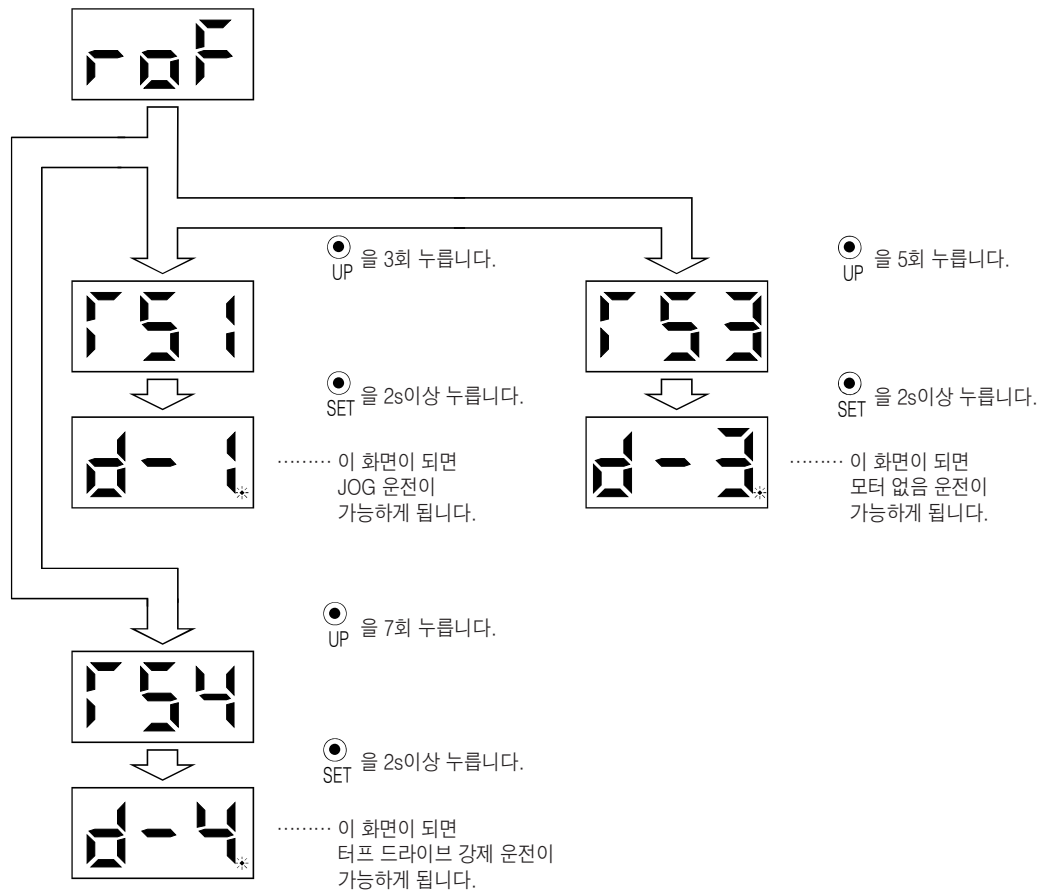 roF
UP 을 3회 누릅니다.
UP 을 5회 누릅니다.
TS1
TS3
SET 을 2s이상 누릅니다.
SET 을 2s이상 누릅니다.
d-1
……… 이 화면이 되면
JOG 운전이
가능하게 됩니다.
d-3
……… 이 화면이 되면
모터 없음 운전이
가능하게 됩니다.
UP 을 7회 누릅니다.
TS4
SET 을 2s이상 누릅니다.
d-4
……… 이 화면이 되면
터프 드라이브 강제 운전이
가능하게 됩니다.